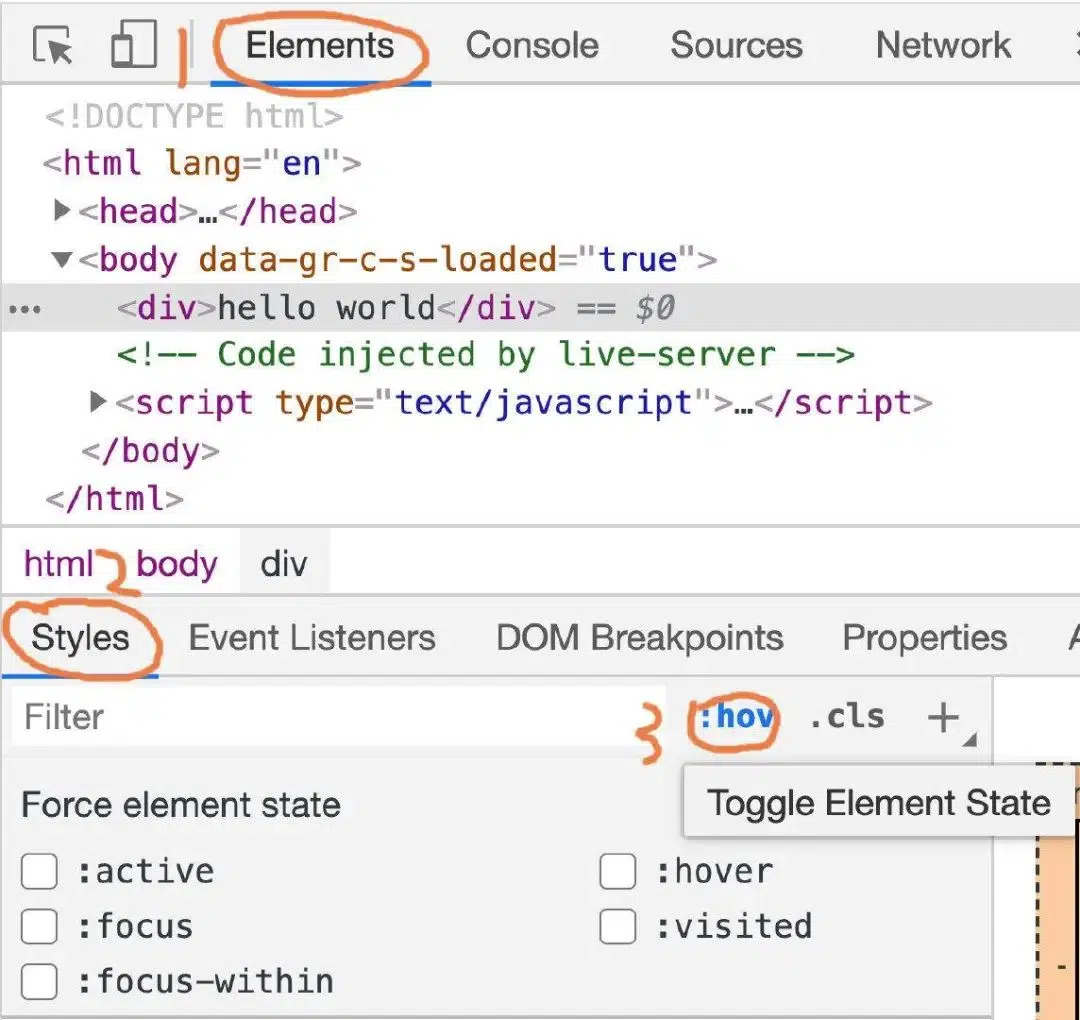 1 Elements Console Sources Network
<!DOCTYPE html>
<html lang="en">
<head>…</head>
<body data-gr-c-s-loaded="true">
<div>hello world</div> == $0
<!-- Code injected by live-server -->
<script type="text/javascript">…</script>
</body>
</html>
html 2 body div
Styles Event Listeners DOM Breakpoints Properties
Filter 3 :hov .cls +
Toggle Element State
Force element state
:active :hover
:focus :visited
:focus-within